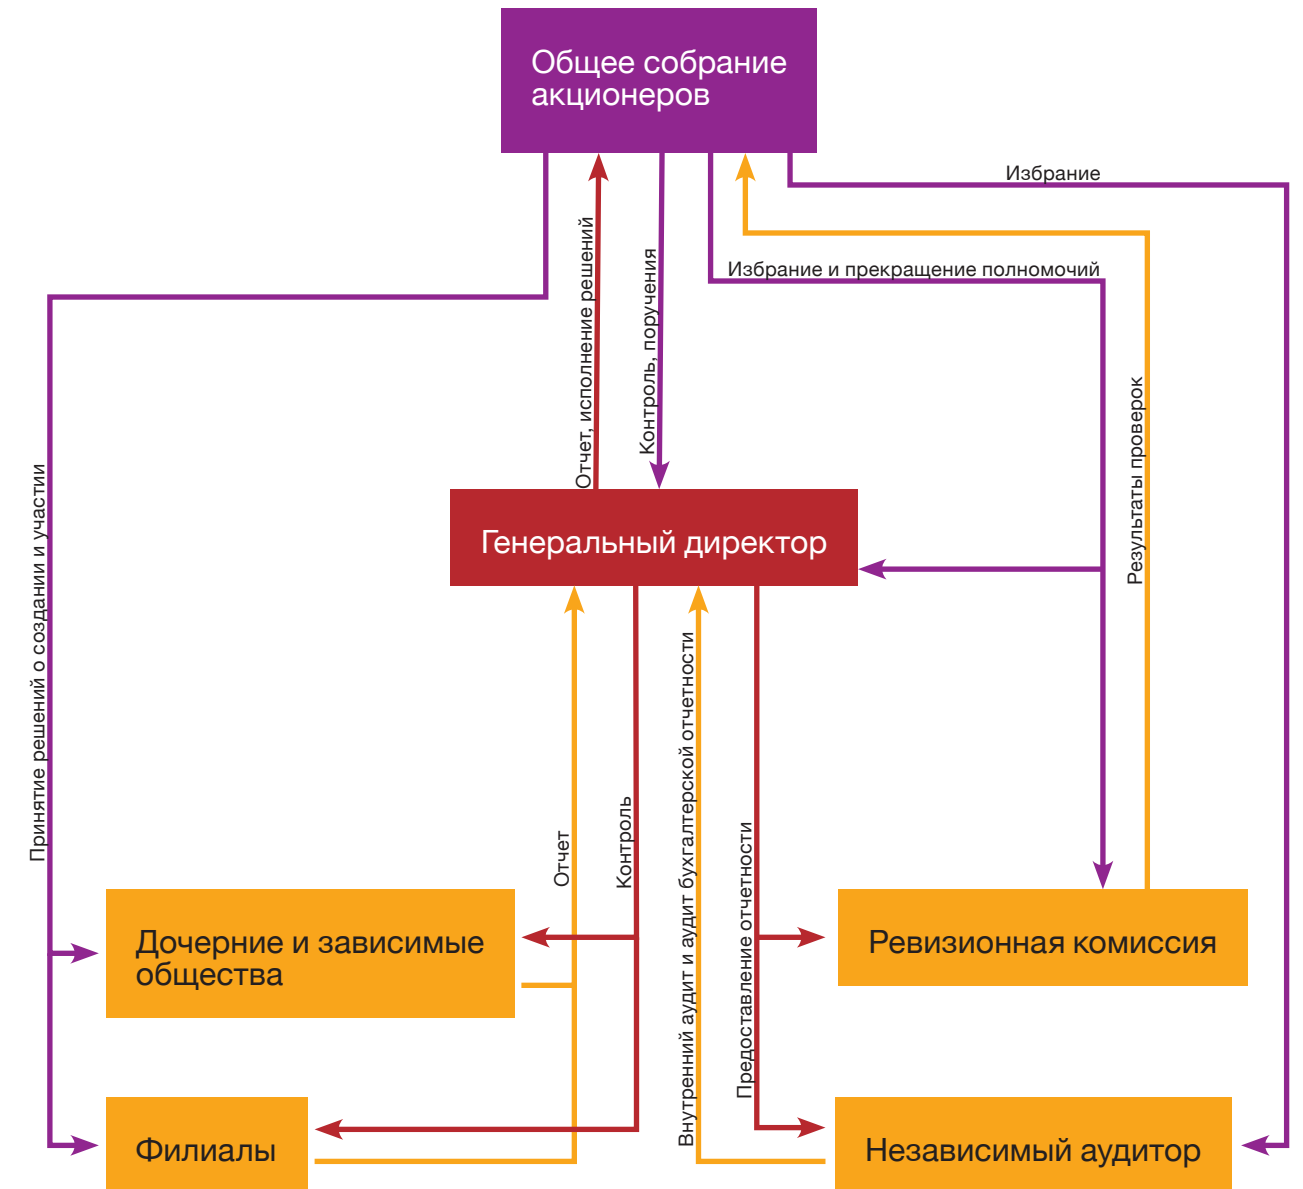 Общее собрание
акционеров
Избрание
Избрание и прекращение полномочий
Отчет, исполнение решений
Контроль, поручения
Результаты проверок
Принятие решений о создании и участии
Генеральный директор
Отчет
Контроль
Внутренний аудит и аудит бухгалтерской отчетности
Предоставление отчетности
Дочерние и зависимые
общества
Ревизионная комиссия
Филиалы
Независимый аудитор